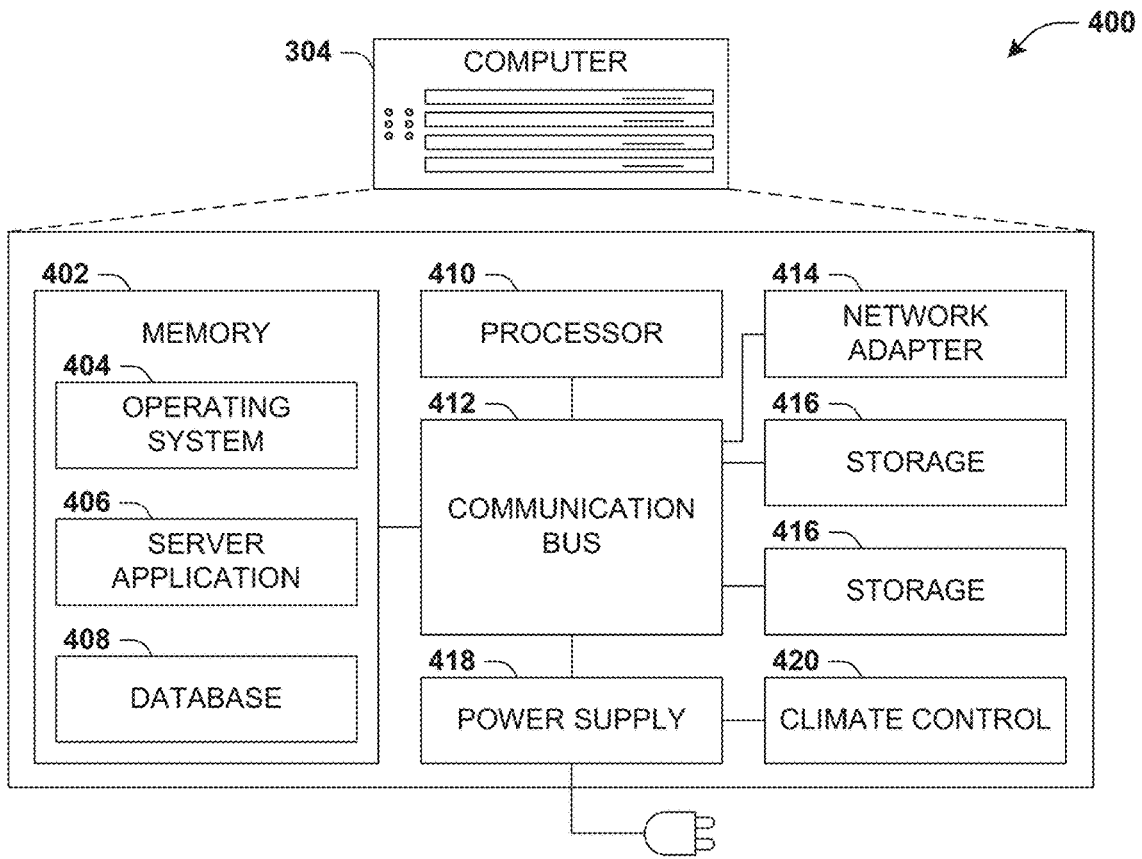 400
304
COMPUTER
402
MEMORY
404
OPERATING
SYSTEM
406
SERVER
APPLICATION
408
DATABASE
410
PROCESSOR
412
COMMUNICATION
BUS
414
NETWORK
ADAPTER
416
STORAGE
416
STORAGE
418
POWER SUPPLY
420
CLIMATE CONTROL